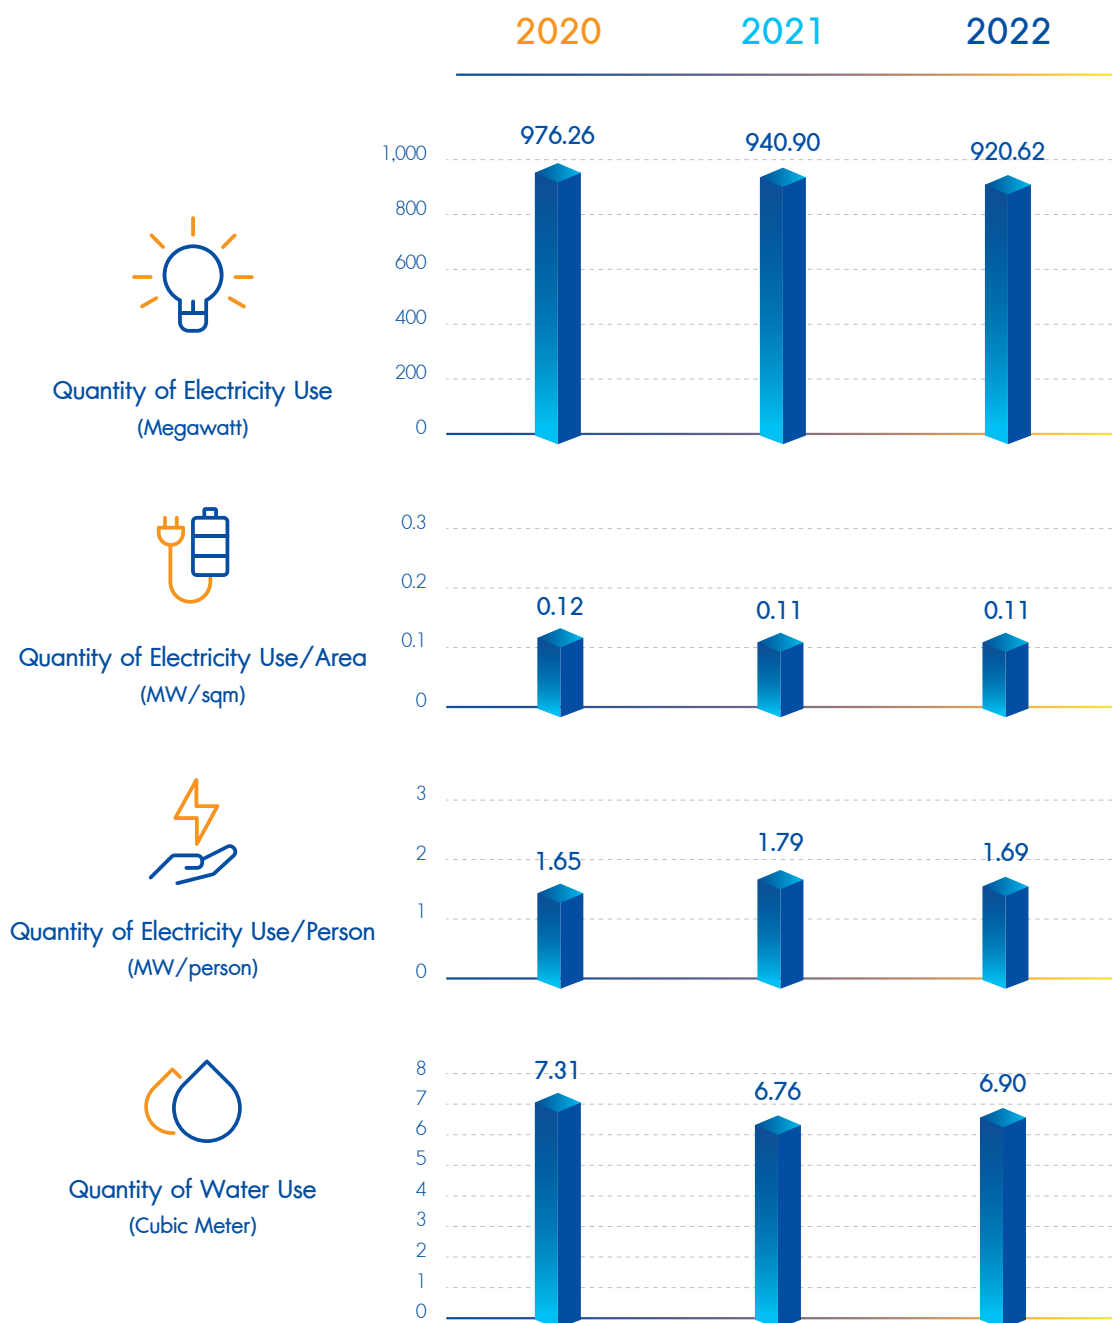 2020 2021 2022
976.26 940.90 920.62
1,000
800
600
400
200
0
Quantity of Electricity Use
(Megawatt)
0.3
0.2
0.1
0
0.12 0.11 0.11
Quantity of Electricity Use/Area
(MW/sqm)
3
2
1
0
1.65 1.79 1.69
Quantity of Electricity Use/Person
(MW/person)
8
7
6
5
4
3
2
1
0
7.31 6.76 6.90
Quantity of Water Use
(Cubic Meter)